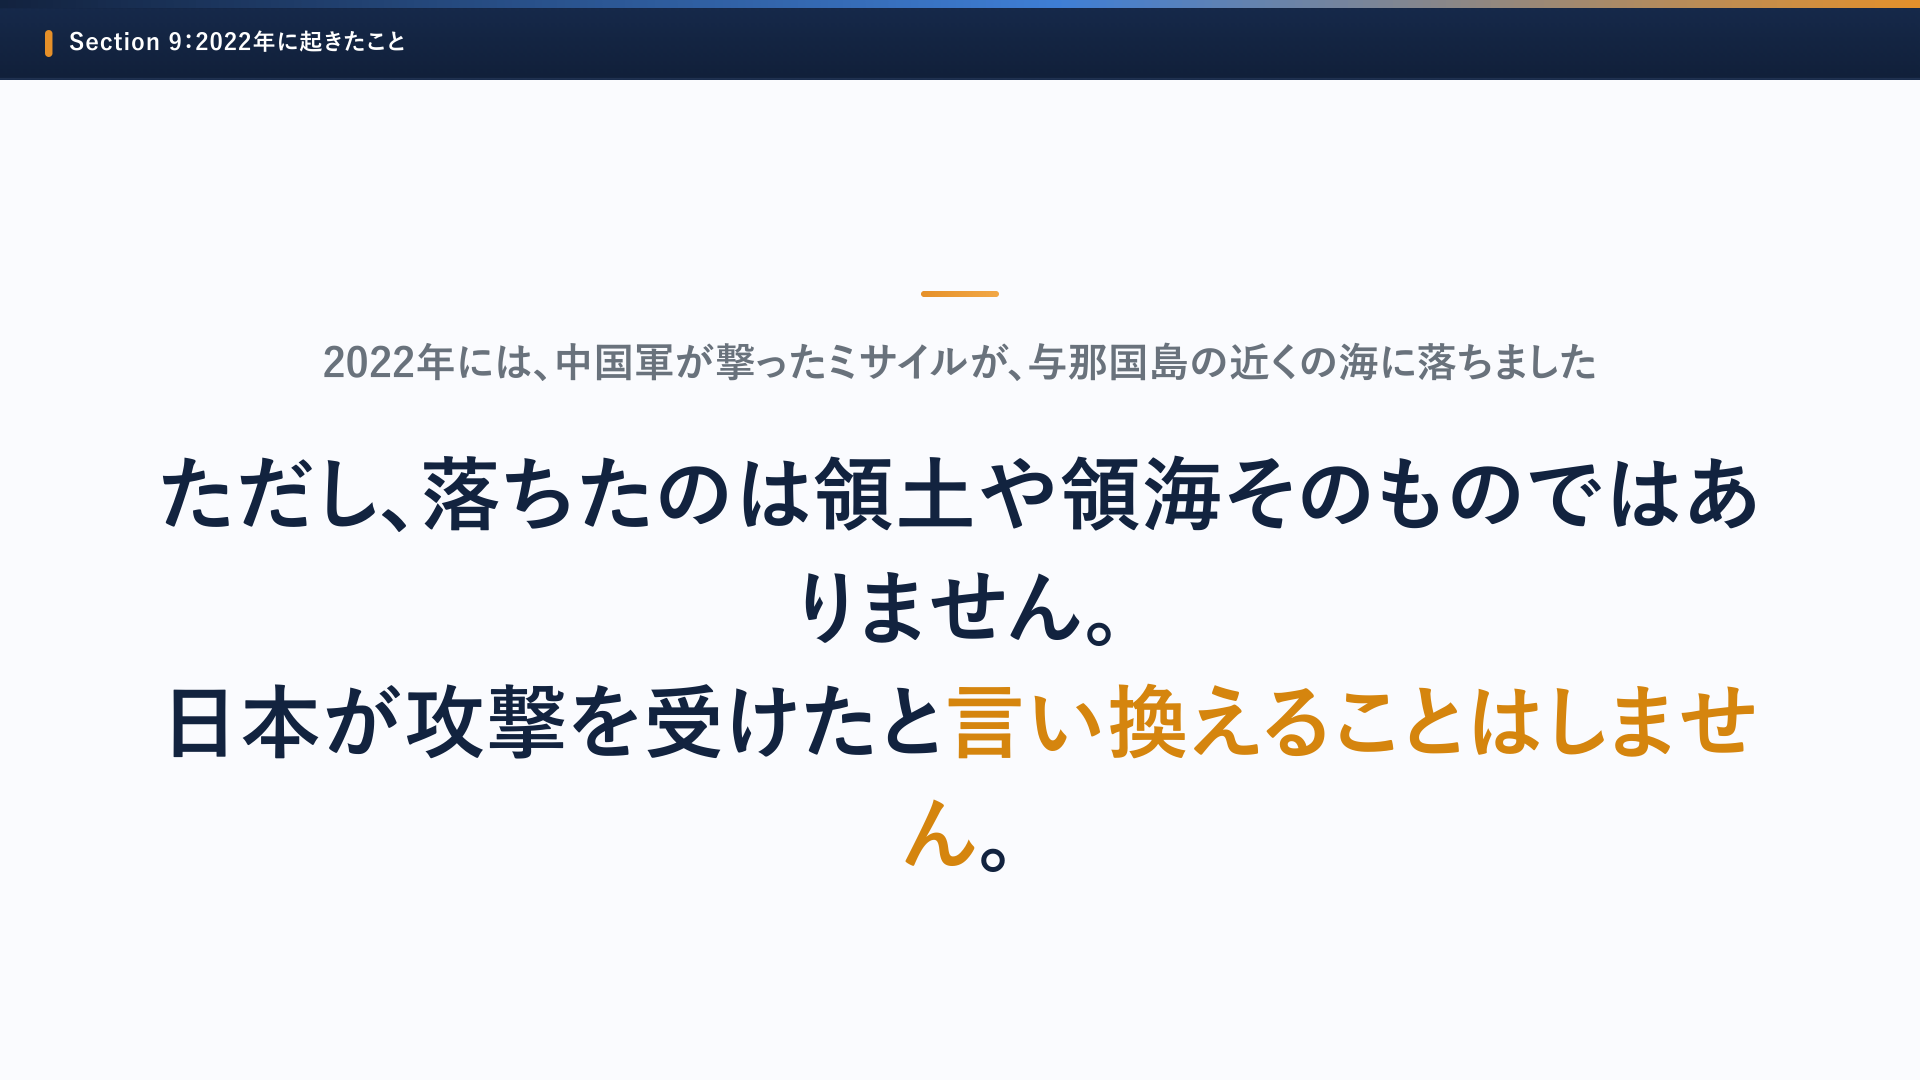 Section 9：2022年に起きたこと
2022年には、中国軍が撃ったミサイルが、与那国島の近くの海に落ちました
ただし、落ちたのは領土や領海そのものではあ
りません。
日本が攻撃を受けたと言い換えることはしませ
ん。